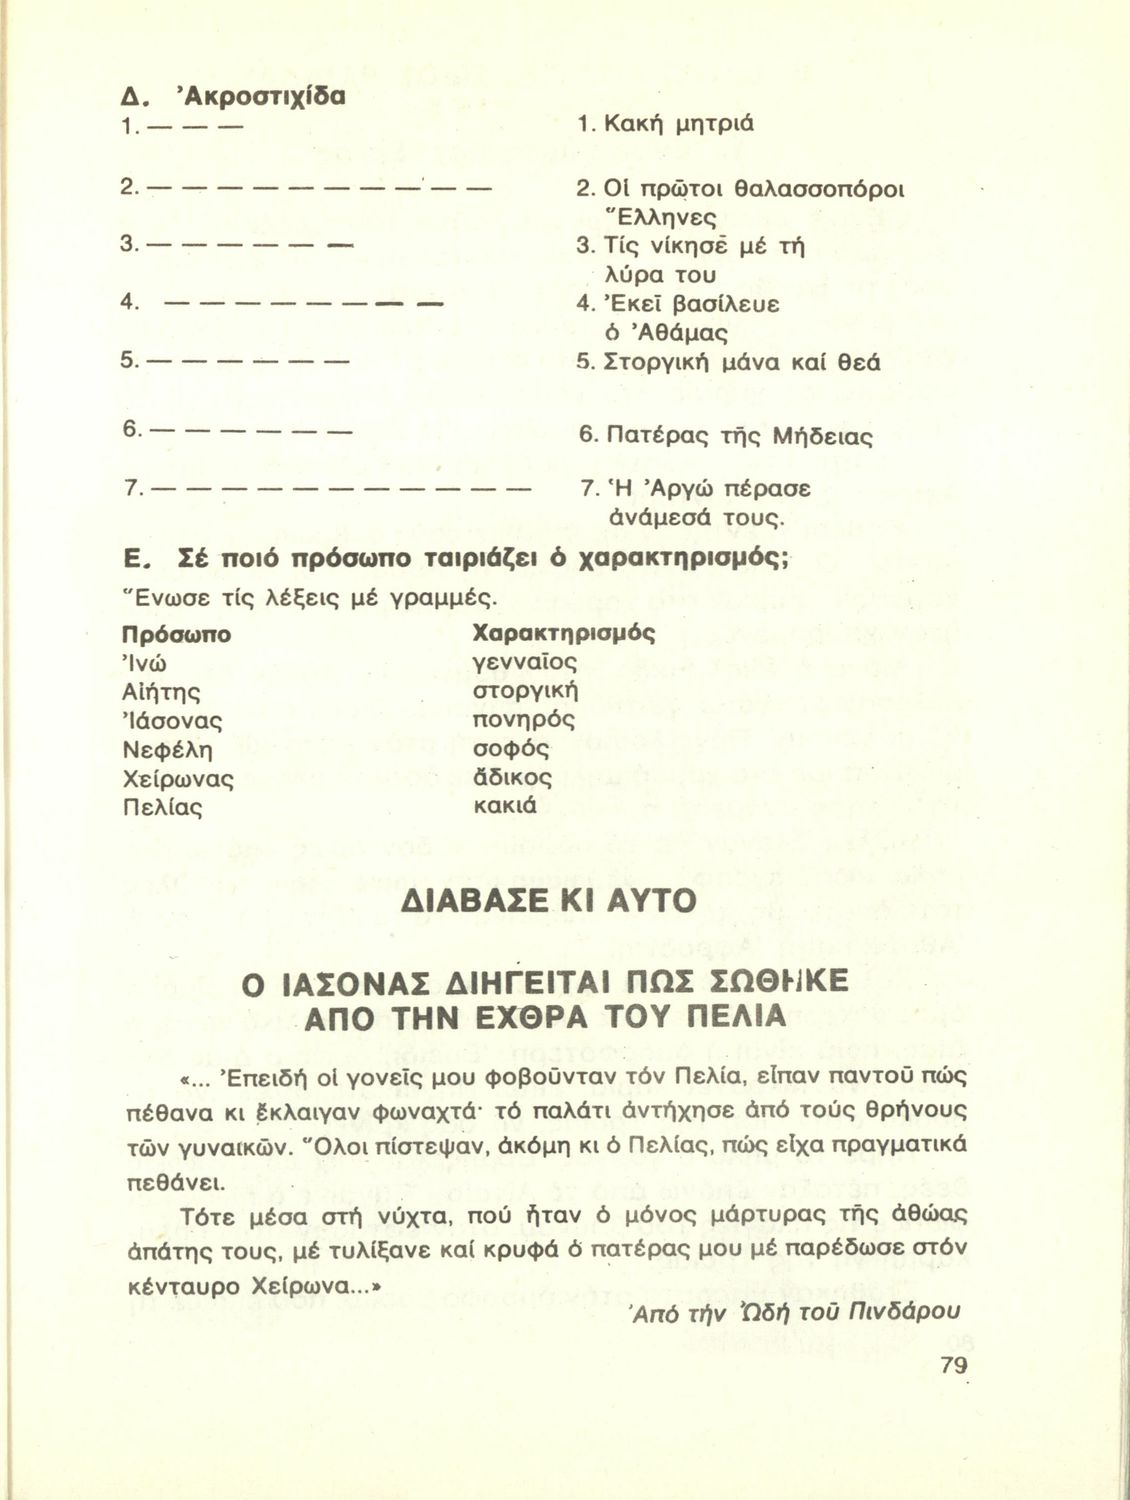 Δ. Ἀκροστιχίδα
1. — — — 1. Κακή μητριά
2. — — — — — — — — — — 2. Οἱ πρῶτοι θαλασσοπόροι
Ἕλληνες
3. — — — — — — 3. Τίς νίκησε μέ τή
λύρα του
4. — — — — — — — — 4. Ἐκεῖ βασίλευε
ὁ Ἀθάμας
5. — — — — — — 5. Στοργική μάνα καί θεά
6. — — — — — — 6. Πατέρας τῆς Μήδειας
7. — — — — — — — — — — — 7. Ἡ Ἀργώ πέρασε
ἀνάμεσά τους.
Ε. Σέ ποιό πρόσωπο ταιριάζει ὁ χαρακτηρισμός;
Ἕνωσε τίς λέξεις μέ γραμμές.
Πρόσωπο Χαρακτηρισμός
Ἰνώ γενναῖος
Αἰήτης στοργική
Ἰάσονας πονηρός
Νεφέλη σοφός
Χείρωνας ἄδικος
Πελίας κακιά
ΔΙΑΒΑΣΕ ΚΙ ΑΥΤΟ
Ο ΙΑΣΟΝΑΣ ΔΙΗΓΕΙΤΑΙ ΠΩΣ ΣΩΘΗΚΕ
ΑΠΟ ΤΗΝ ΕΧΘΡΑ ΤΟΥ ΠΕΛΙΑ
«... Ἐπειδή οἱ γονεῖς μου φοβοῦνταν τόν Πελία, εἶπαν παντοῦ πώς
πέθανα κι ἔκλαιγαν φωναχτά· τό παλάτι ἀντήχησε ἀπό τούς θρήνους
τῶν γυναικῶν. Ὅλοι πίστεψαν, ἀκόμη κι ὁ Πελίας, πώς εἶχα πραγματικά
πεθάνει.
Τότε μέσα στή νύχτα, πού ἦταν ὁ μόνος μάρτυρας τῆς ἀθώας
ἀπάτης τους, μέ τυλίξανε καί κρυφά ὁ πατέρας μου μέ παρέδωσε στόν
κένταυρο Χείρωνα...»
Ἀπό τήν Ὠδή τοῦ Πινδάρου
79